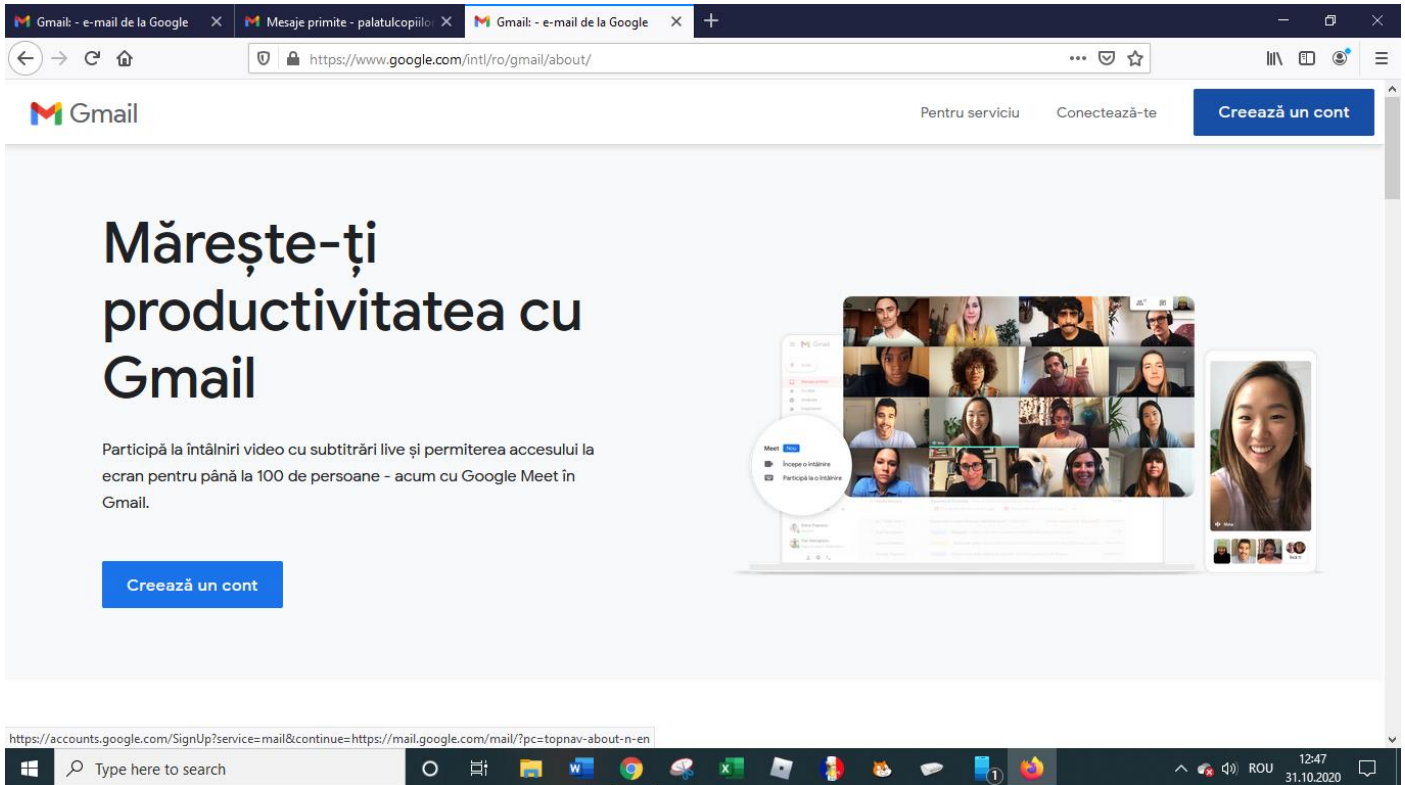 Gmail: - e-mail de la Google
Mesaje primite - palatulcopiilor
Gmail: - e-mail de la Google
https://www.google.com/intl/ro/gmail/about/
Gmail
Pentru serviciu
Conectează-te
Creează un cont
Mărește-ți
productivitatea cu
Gmail
Participă la întâlniri video cu subtitrări live și permiterea accesului la
ecran pentru până la 100 de persoane - acum cu Google Meet în
Gmail.
Creează un cont
Gmail
Meet Nou
Începe o întâlnire
Participă la o întâlnire
https://accounts.google.com/SignUp?service=mail&continue=https://mail.google.com/mail/?pc=topnav-about-n-en
Type here to search
1
ROU
12:47
31.10.2020